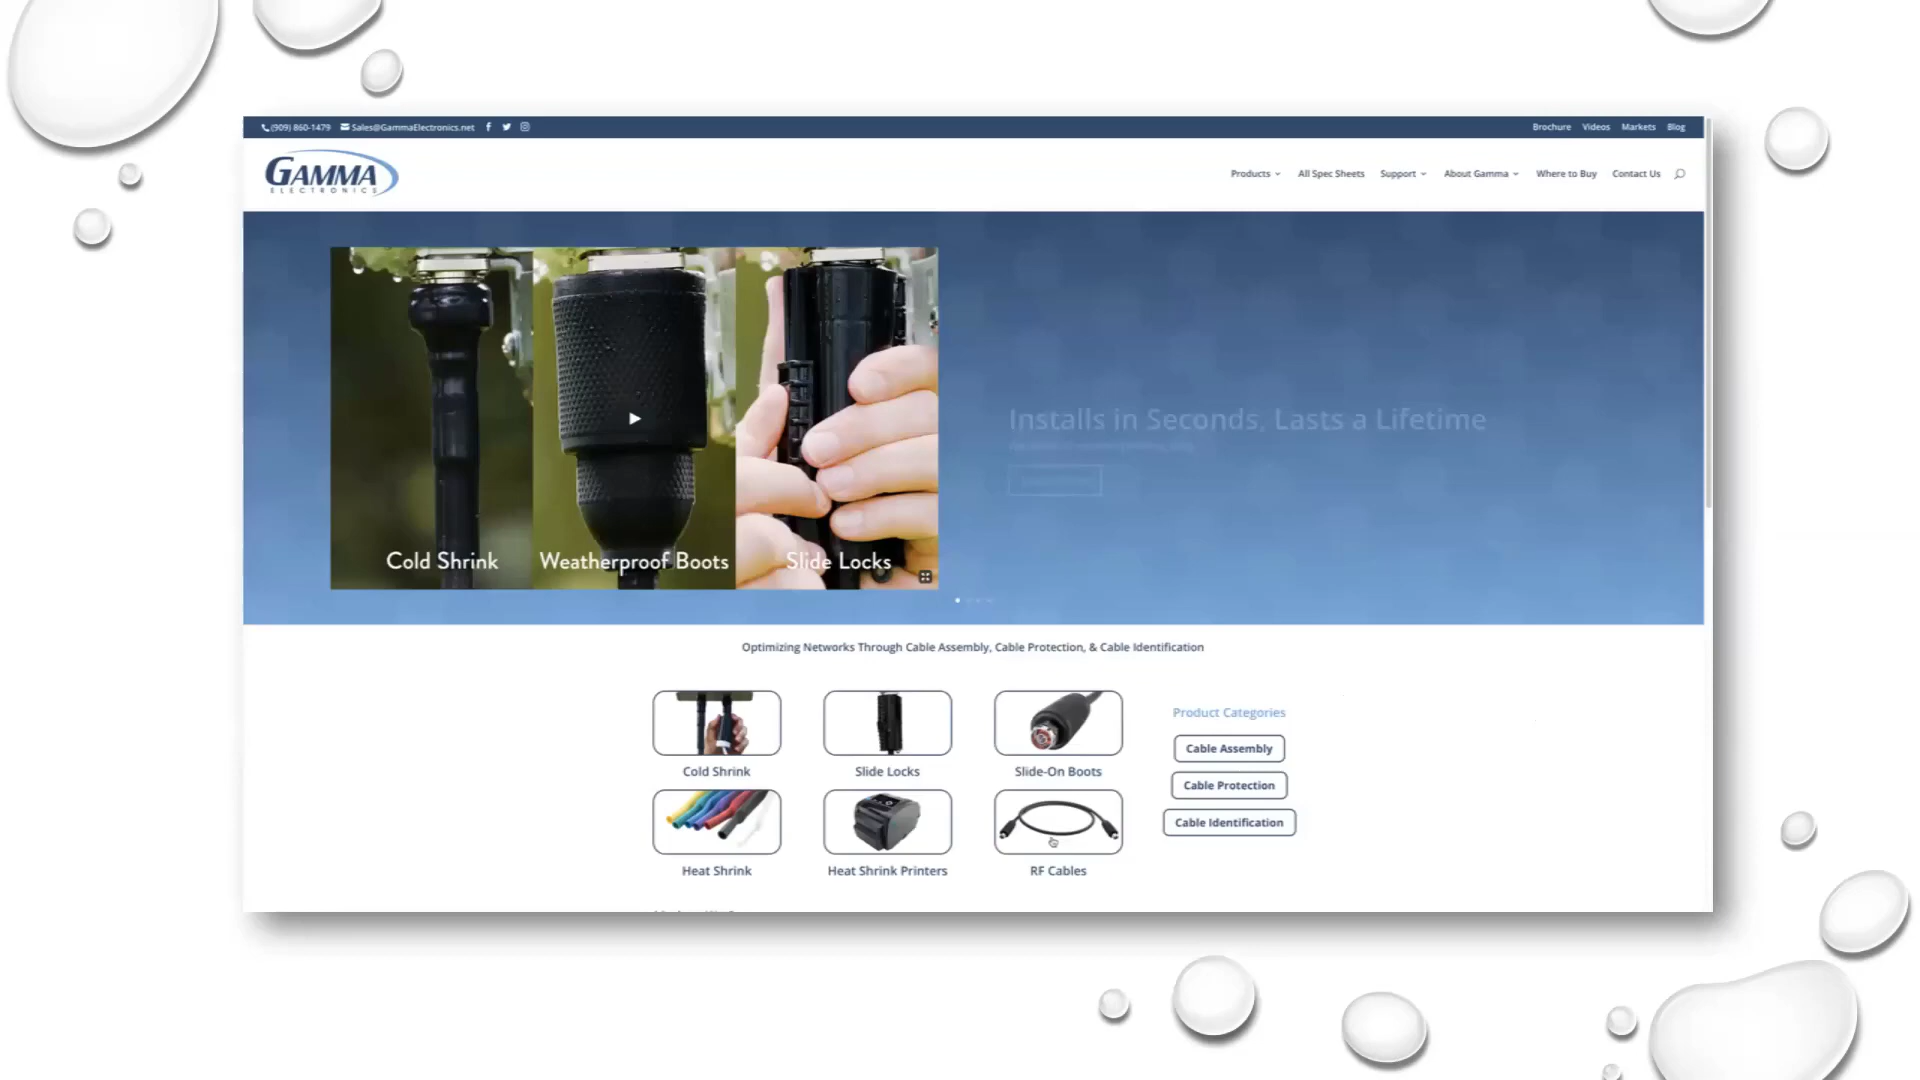 (909) 860-1479 Sales@GammaElectronics.net
Brochure Videos Markets Blog
GAMMA
ELECTRONICS
Products All Spec Sheets Support About Gamma Where to Buy Contact Us
Installs in Seconds, Lasts a Lifetime
Cold Shrink Weatherproof Boots Slide Locks
Optimizing Networks Through Cable Assembly, Cable Protection, & Cable Identification
Cold Shrink Slide Locks Slide-On Boots
Heat Shrink Heat Shrink Printers RF Cables
Product Categories
Cable Assembly
Cable Protection
Cable Identification